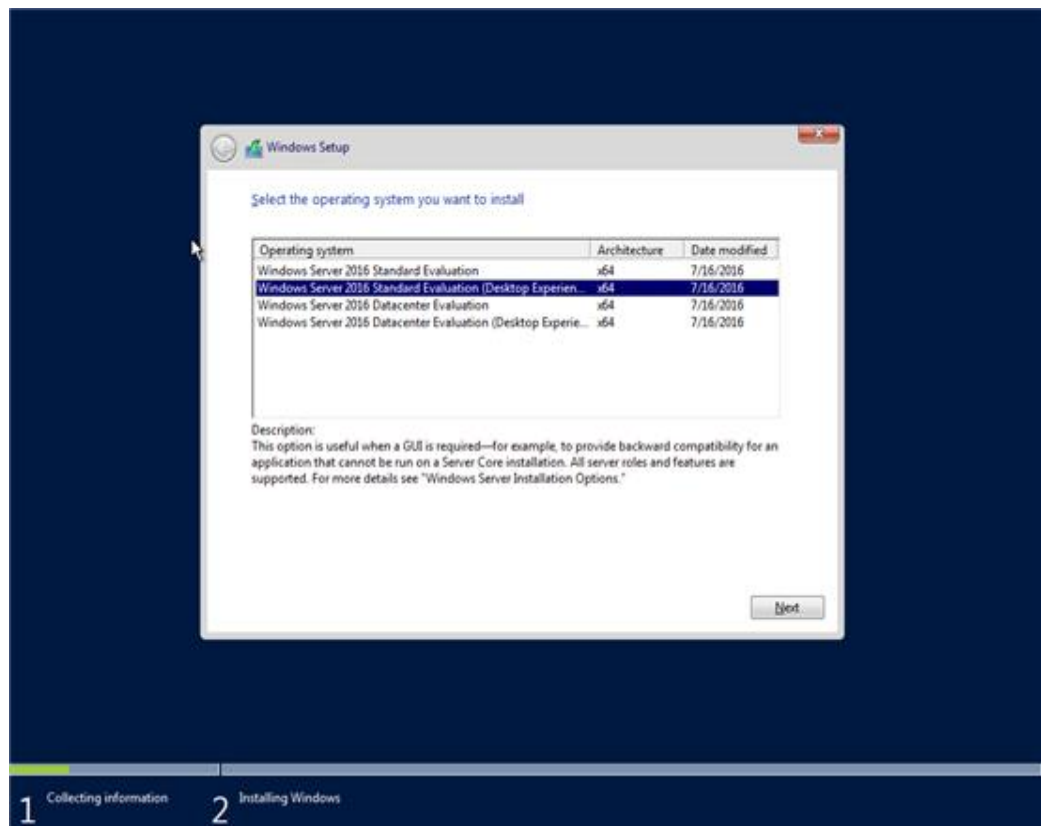 Windows Setup
Select the operating system you want to install
Operating system Architecture Date modified
Windows Server 2016 Standard Evaluation x64 7/16/2016
Windows Server 2016 Standard Evaluation (Desktop Experien... x64 7/16/2016
Windows Server 2016 Datacenter Evaluation x64 7/16/2016
Windows Server 2016 Datacenter Evaluation (Desktop Experie... x64 7/16/2016
Description:
This option is useful when a GUI is required—for example, to provide backward compatibility for an
application that cannot be run on a Server Core installation. All server roles and features are
supported. For more details see "Windows Server Installation Options."
Next
1 Collecting information 2 Installing Windows